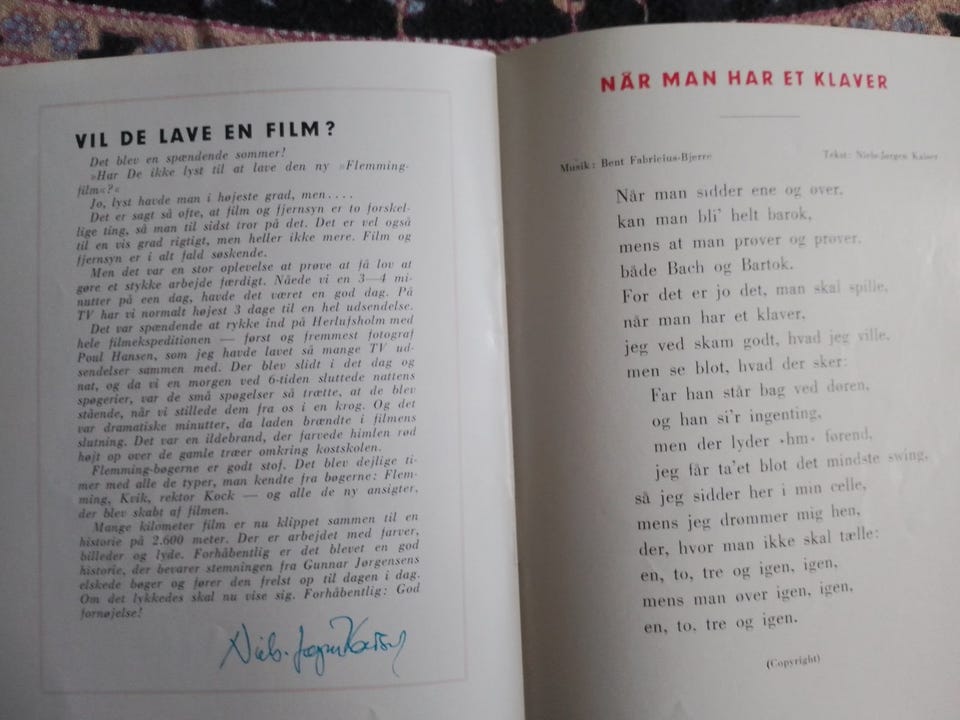 VIL DE LAVE EN FILM?
Det blev en spændende sommer!
»Har De ikke lyst til at lave den ny »Flemming-
film«?«
Jo, lyst havde man i højeste grad, men....
Det er sagt så ofte, at film og fjernsyn er to forskel-
lige ting, så man til sidst tror på det. Det er vel også
til en vis grad rigtigt, men heller ikke mere. Film og
fjernsyn er i alt fald søskende.
Men det var en stor oplevelse at prøve at få lov at
gøre et stykke arbejde færdigt. Nåede vi en 3—4 mi-
nutter på een dag, havde det været en god dag. På
TV har vi normalt højest 3 dage til en hel udsendelse.
Det var spændende at rykke ind på Herlufsholm med
hele filmekspeditionen — først og fremmest fotograf
Poul Hansen, som jeg havde lavet så mange TV ud-
sendelser sammen med. Der blev slidt i det dag og
nat, og da vi en morgen ved 6-tiden sluttede nattens
spøgerier, var de små spøgelser så trætte, at de blev
stående, når vi stillede dem fra os i en krog. Og det
var dramatiske minutter, da laden brændte i filmens
slutning. Det var en ildebrand, der farvede himlen rød
højt op over de gamle træer omkring kostskolen.
Flemming-bøgerne er godt stof. Det blev dejlige ti-
mer med alle de typer, man kendte fra bøgerne: Flem-
ming, Kvik, rektor Kock — og alle de ny ansigter,
der blev skabt af filmen.
Mange kilometer film er nu klippet sammen til en
historie på 2.600 meter. Der er arbejdet med farver,
billeder og lyde. Forhåbentlig er det blevet en god
historie, der bevarer stemningen fra Gunnar Jørgensens
elskede bøger og fører den frelst op til dagen i dag.
Om det lykkedes skal nu vise sig. Forhåbentlig: God
fornøjelse!
Niels-Jørgen Kaiser
NÅR MAN HAR ET KLAVER
Musik: Bent Fabricius-Bjerre
Tekst: Niels-Jørgen Kaiser
Når man sidder ene og øver,
kan man bli' helt barok,
mens at man prøver og prøver,
både Bach og Bartok.
For det er jo det, man skal spille,
når man har et klaver,
jeg ved skam godt, hvad jeg ville,
men se blot, hvad der sker:
Far han står bag ved døren,
og han si'r ingenting,
men der lyder ›hm‹ førend,
jeg får ta'et blot det mindste swing,
så jeg sidder her i min celle,
mens jeg drømmer mig hen,
der, hvor man ikke skal tælle:
en, to, tre og igen, igen,
mens man øver igen, igen,
en, to, tre og igen.
(Copyright)